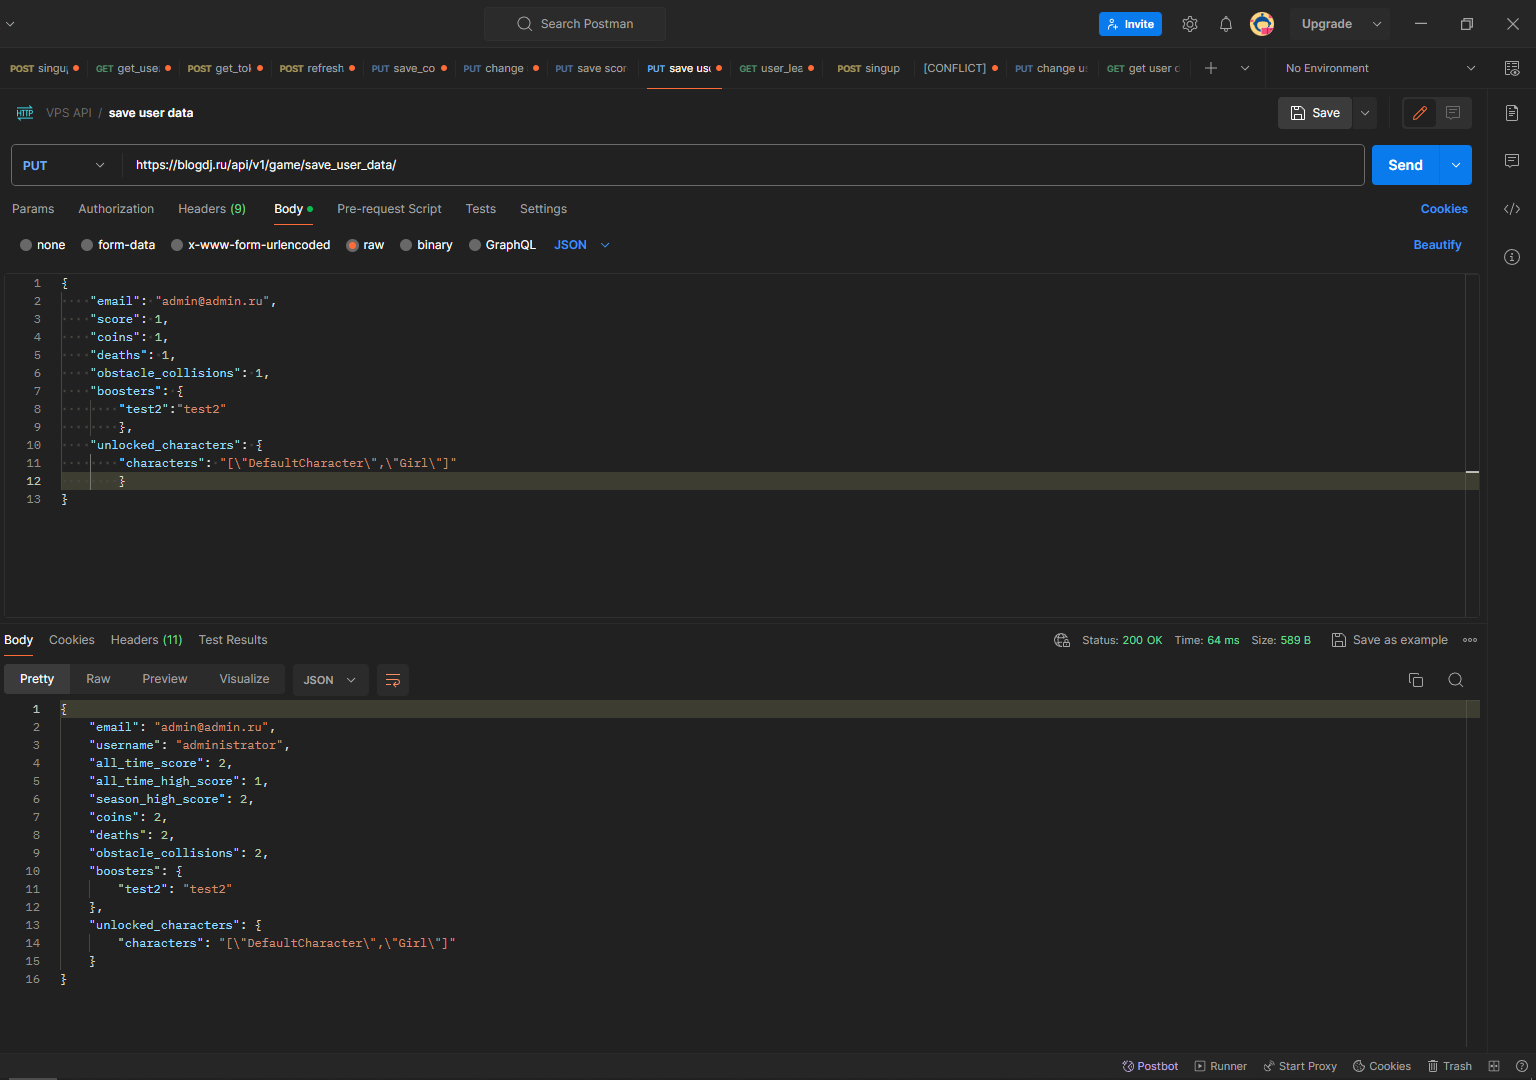 Search Postman
Invite
Upgrade
POST singu
GET get_use
POST get_tol
POST refresh
PUT save_co
PUT change
PUT save scor
PUT save us
GET user_lea
POST singup
[CONFLICT]
PUT change u
GET get user d
No Environment
HTTP VPS API / save user data
Save
PUT
https://blogdj.ru/api/v1/game/save_user_data/
Send
Params
Authorization
Headers (9)
Body
Pre-request Script
Tests
Settings
Cookies
none
form-data
x-www-form-urlencoded
raw
binary
GraphQL
JSON
Beautify
1 {
2 "email": "admin@admin.ru",
3 "score": 1,
4 "coins": 1,
5 "deaths": 1,
6 "obstacle_collisions": 1,
7 "boosters": {
8 "test2":"test2"
9 },
10 "unlocked_characters": {
11 "characters": "[\"DefaultCharacter\",\"Girl\"]"
12 }
13 }
Body
Cookies
Headers (11)
Test Results
Status: 200 OK
Time: 64 ms
Size: 589 B
Save as example
Pretty
Raw
Preview
Visualize
JSON
1 {
2 "email": "admin@admin.ru",
3 "username": "administrator",
4 "all_time_score": 2,
5 "all_time_high_score": 1,
6 "season_high_score": 2,
7 "coins": 2,
8 "deaths": 2,
9 "obstacle_collisions": 2,
10 "boosters": {
11 "test2": "test2"
12 },
13 "unlocked_characters": {
14 "characters": "[\"DefaultCharacter\",\"Girl\"]"
15 }
16 }
Postbot
Runner
Start Proxy
Cookies
Trash